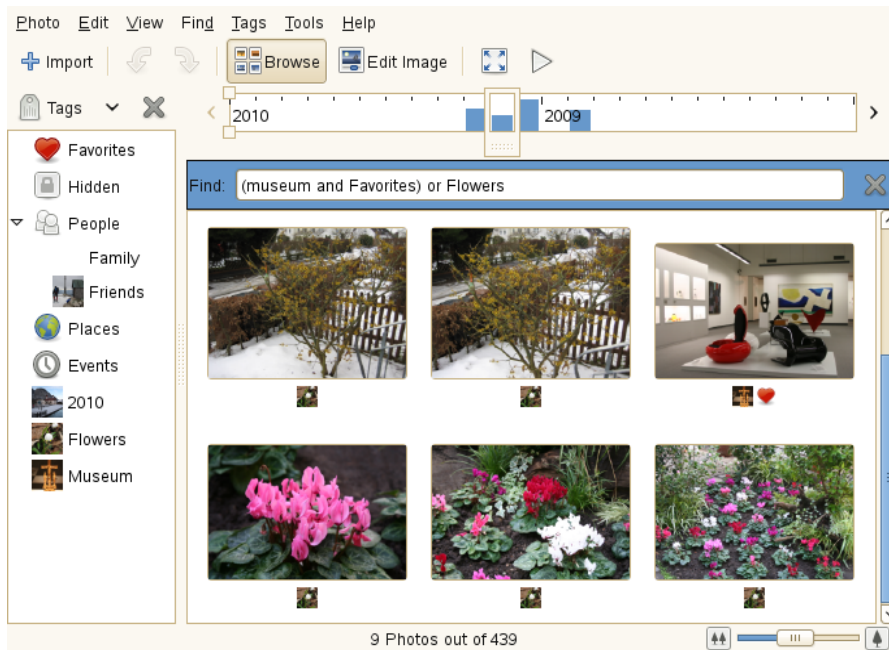 Photo Edit View Find Tags Tools Help
Import Browse Edit Image
Tags
2010 2009
Favorites
Find: (museum and Favorites) or Flowers
Hidden
People
Family
Friends
Places
Events
2010
Flowers
Museum
9 Photos out of 439